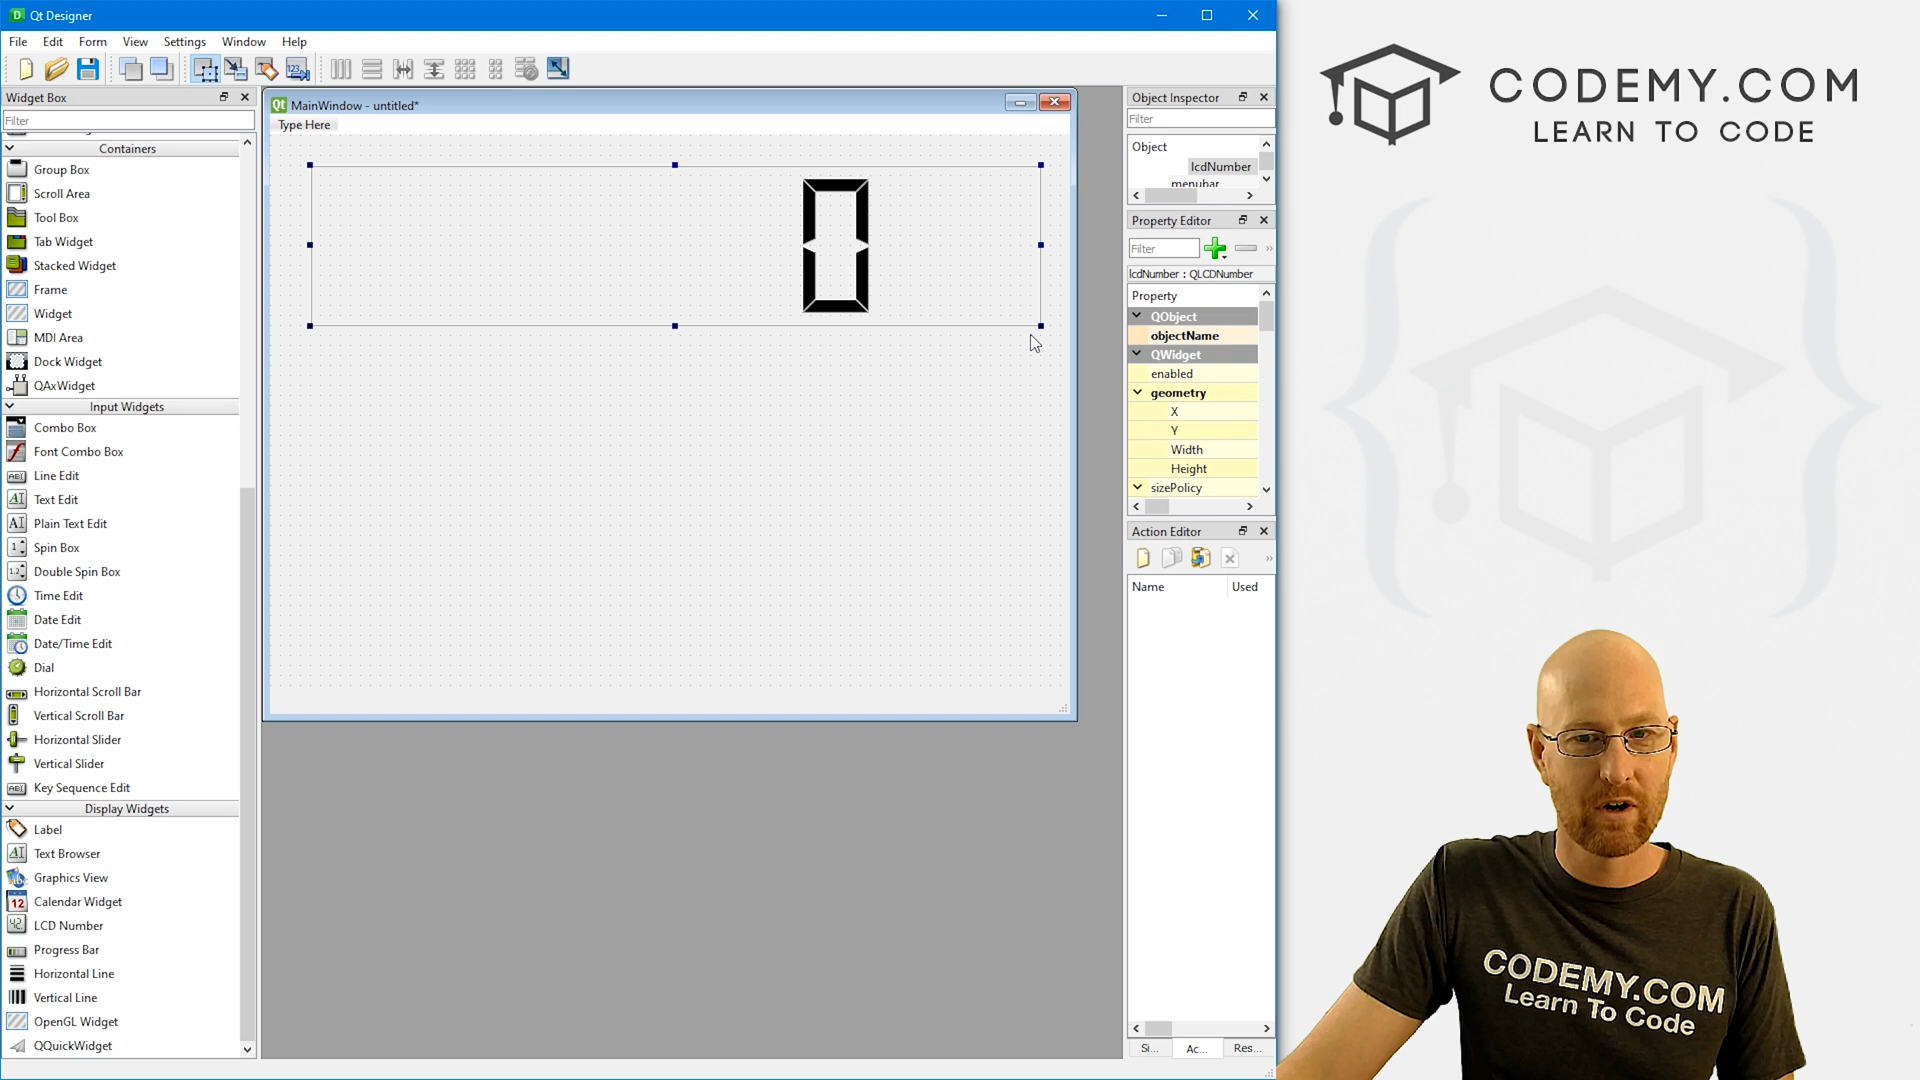 Qt Designer
File Edit Form View Settings Window Help
Widget Box
Filter
Containers
Group Box
Scroll Area
Tool Box
Tab Widget
Stacked Widget
Frame
Widget
MDI Area
Dock Widget
QAxWidget
Input Widgets
Combo Box
Font Combo Box
Line Edit
Text Edit
Plain Text Edit
Spin Box
Double Spin Box
Time Edit
Date Edit
Date/Time Edit
Dial
Horizontal Scroll Bar
Vertical Scroll Bar
Horizontal Slider
Vertical Slider
Key Sequence Edit
Display Widgets
Label
Text Browser
Graphics View
Calendar Widget
LCD Number
Progress Bar
Horizontal Line
Vertical Line
OpenGL Widget
QQuickWidget
MainWindow - untitled*
Type Here
0
Object Inspector
Filter
Object
lcdNumber
menubar
Property Editor
Filter
lcdNumber : QLCDNumber
Property
QObject
objectName
QWidget
enabled
geometry
X
Y
Width
Height
sizePolicy
Action Editor
Name Used
Si... Ac... Res...
CODEMY.COM
LEARN TO CODE
CODEMY.COM
Learn To Code